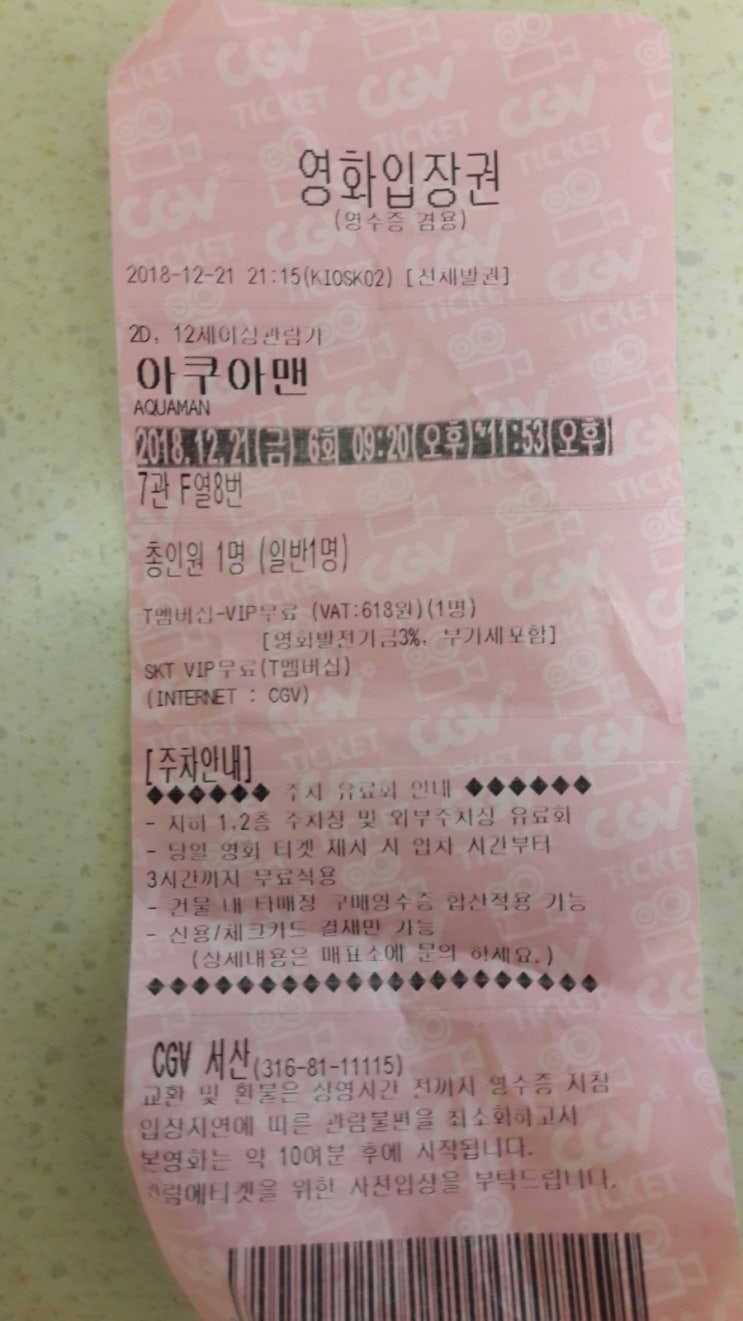 영화입장권
(영수증 겸용)
2018-12-21 21:15(KIOSK02) [전체발권]
2D, 12세이상관람가
아쿠아맨
AQUAMAN
2018.12.21(금) 6회 09:20(오후)~11:53(오후)
7관 F열8번
총인원 1명 (일반1명)
T멤버십-VIP무료 (VAT:618원)(1명)
[영화발전기금3%, 부가세포함]
SKT VIP무료(T멤버십)
(INTERNET : CGV)
[주차안내]
◆◆◆◆◆◆ 주차 유료화 안내 ◆◆◆◆◆◆
- 지하 1,2층 주차장 및 외부주차장 유료화
- 당일 영화 티켓 제시 시 입차 시간부터
3시간까지 무료적용
- 건물 내 타매장 구매영수증 합산적용 가능
- 신용/체크카드 결재만 가능
(상세내용은 매표소에 문의 하세요.)
◆◆◆◆◆◆◆◆◆◆◆◆◆◆◆◆◆◆◆◆◆
CGV 서산(316-81-11115)
교환 및 환불은 상영시간 전까지 영수증 지참
입장지연에 따른 관람불편을 최소화하고자
본영화는 약 10여분 후에 시작됩니다.
관람에티켓을 위한 사전입장을 부탁드립니다.